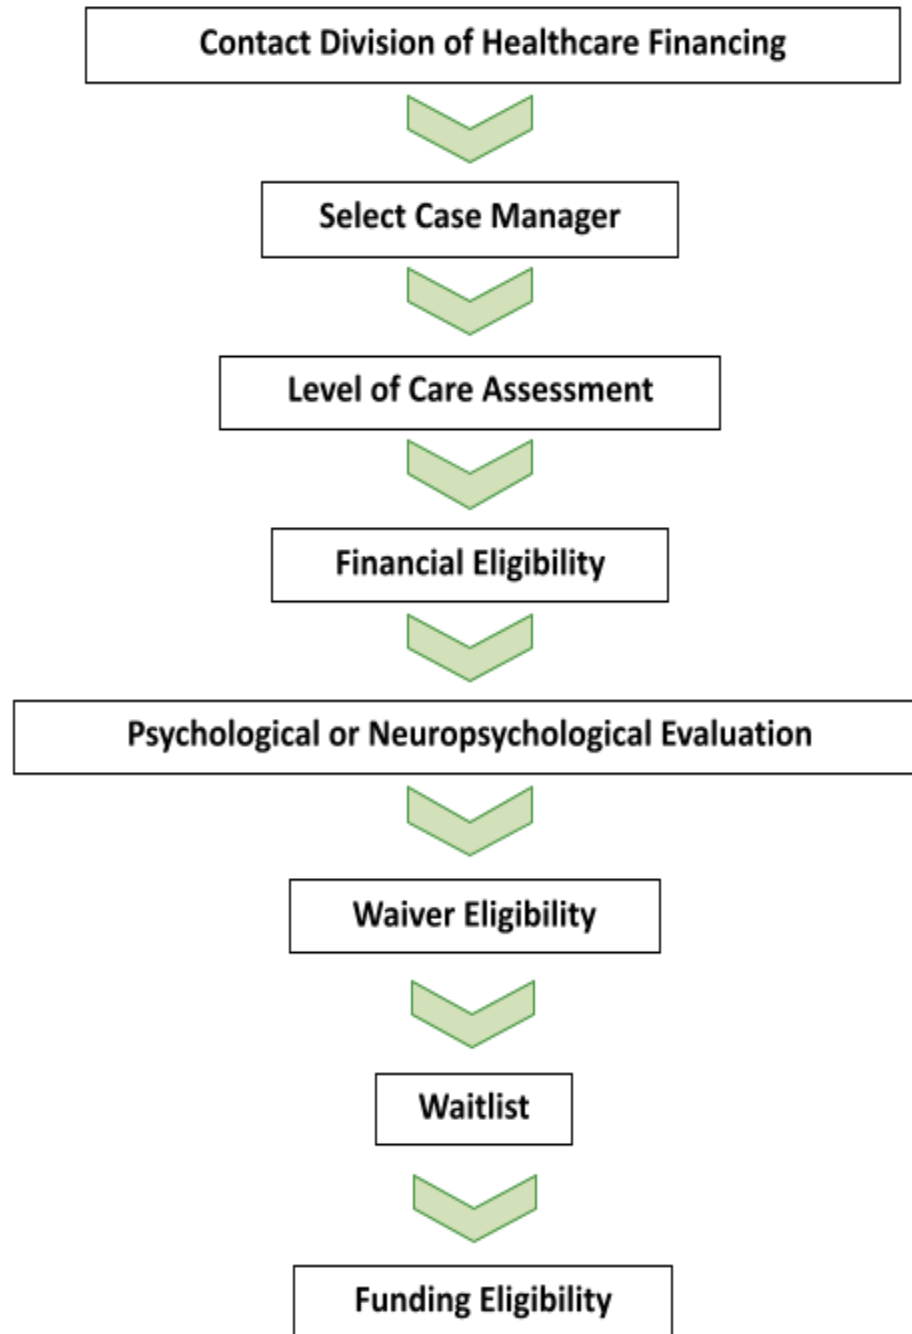 Contact Division of Healthcare Financing
Select Case Manager
Level of Care Assessment
Financial Eligibility
Psychological or Neuropsychological Evaluation
Waiver Eligibility
Waitlist
Funding Eligibility